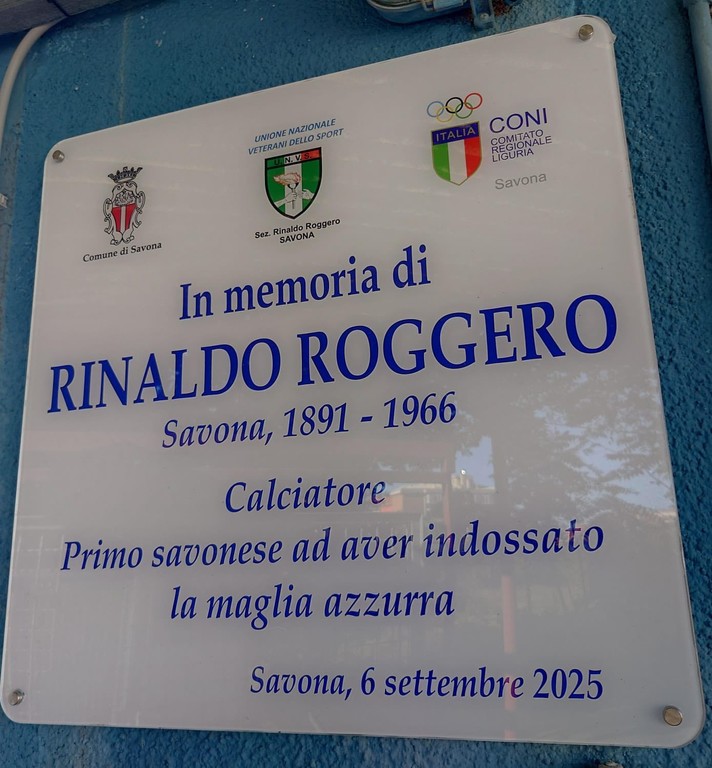 Comune di Savona
UNIONE NAZIONALE
VETERANI DELLO SPORT
U.N.V.S.
Sez. Rinaldo Roggero
SAVONA
ITALIA
CONI
COMITATO
REGIONALE
LIGURIA
Savona
In memoria di
RINALDO ROGGERO
Savona, 1891 - 1966
Calciatore
Primo savonese ad aver indossato
la maglia azzurra
Savona, 6 settembre 2025